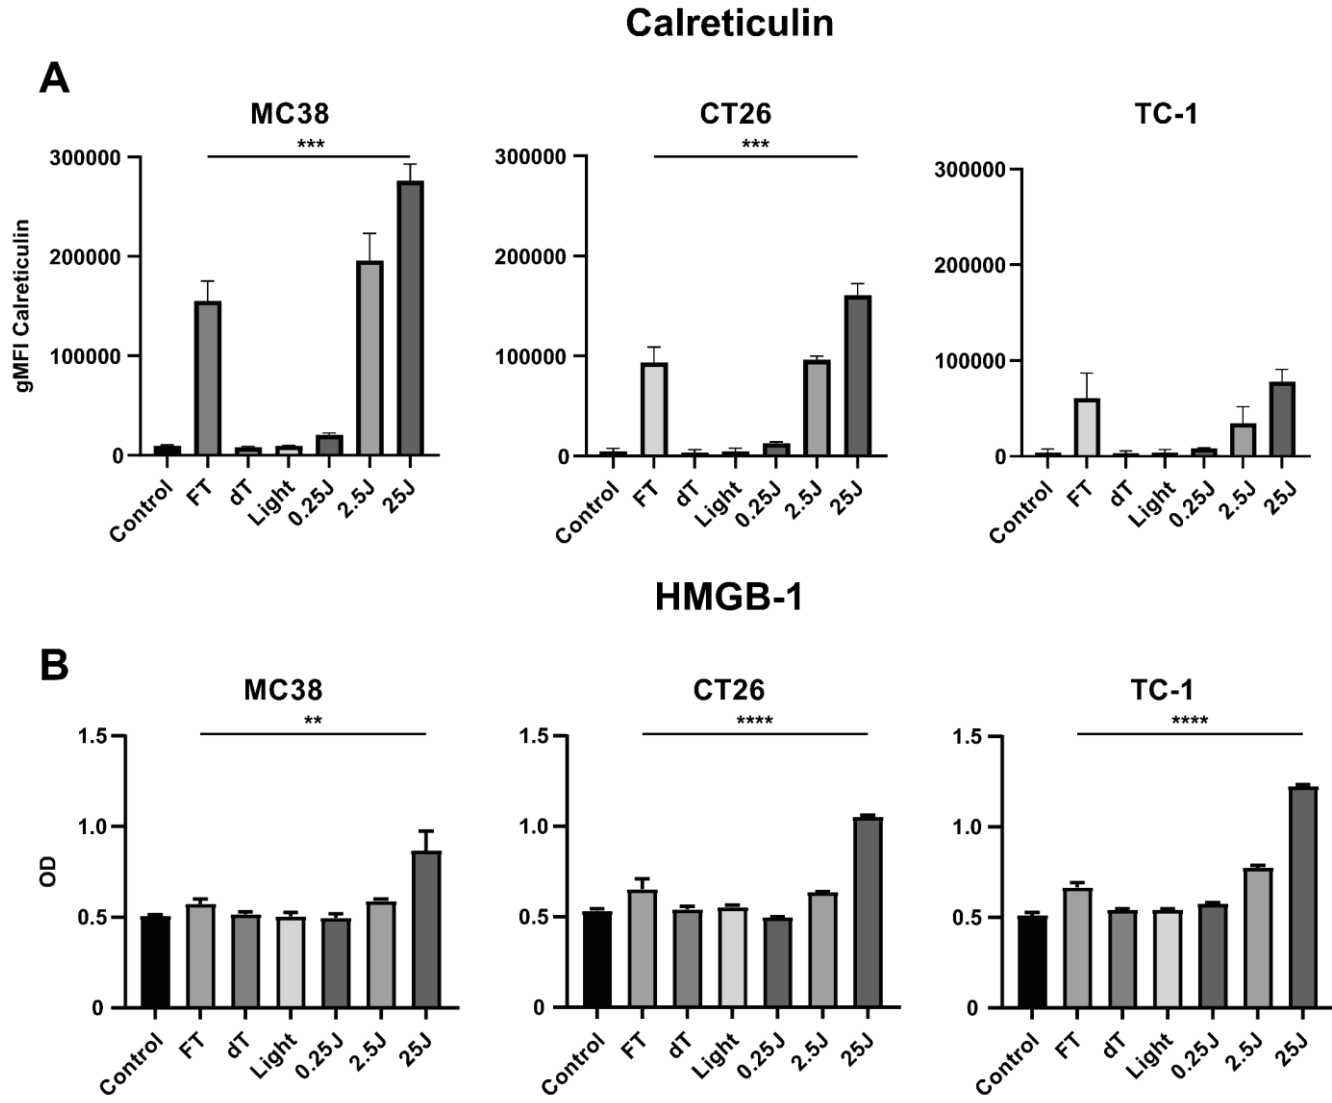 Calreticulin
A
MC38
CT26
TC-1
***
***
gMFI Calreticulin
300000
200000
100000
0
300000
200000
100000
0
300000
200000
100000
0
Control FT dT Light 0.25J 2.5J 25J
Control FT dT Light 0.25J 2.5J 25J
Control FT dT Light 0.25J 2.5J 25J
HMGB-1
B
MC38
CT26
TC-1
**
****
****
OD
1.5
1.0
0.5
0
1.5
1.0
0.5
0
1.5
1.0
0.5
0
Control FT dT Light 0.25J 2.5J 25J
Control FT dT Light 0.25J 2.5J 25J
Control FT dT Light 0.25J 2.5J 25J